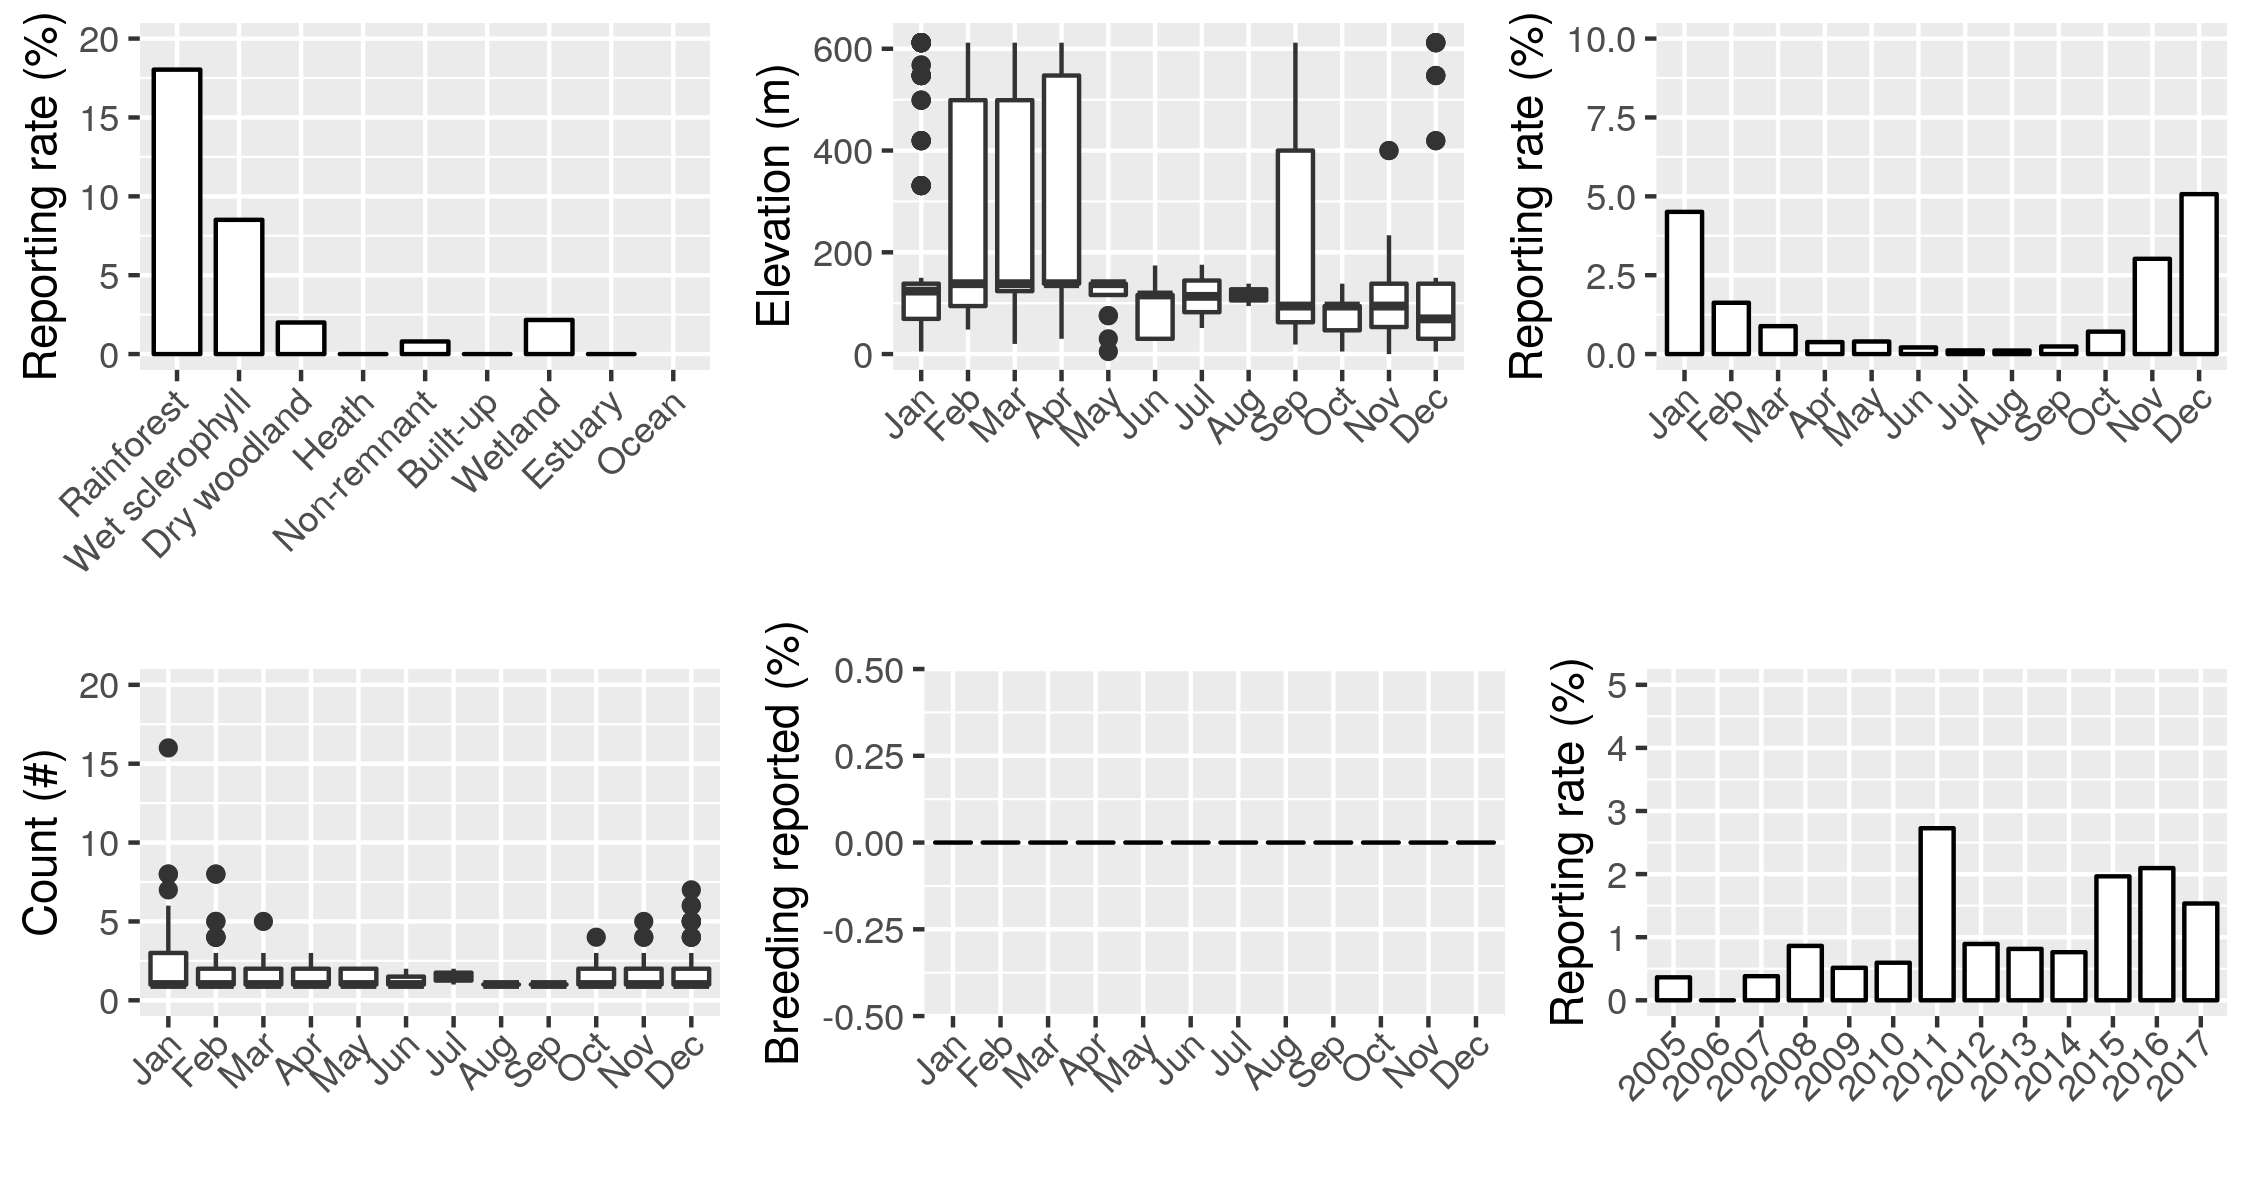 Reporting rate (%)
20
15
10
5
0
Rainforest
Wet sclerophyll
Dry woodland
Heath
Non-remnant
Built-up
Wetland
Estuary
Ocean
Elevation (m)
600
400
200
0
Jan
Feb
Mar
Apr
May
Jun
Jul
Aug
Sep
Oct
Nov
Dec
Reporting rate (%)
10.0
7.5
5.0
2.5
0.0
Jan
Feb
Mar
Apr
May
Jun
Jul
Aug
Sep
Oct
Nov
Dec
Count (#)
20
15
10
5
0
Jan
Feb
Mar
Apr
May
Jun
Jul
Aug
Sep
Oct
Nov
Dec
Breeding reported (%)
0.50
0.25
0.00
-0.25
-0.50
Jan
Feb
Mar
Apr
May
Jun
Jul
Aug
Sep
Oct
Nov
Dec
Reporting rate (%)
5
4
3
2
1
0
2005
2006
2007
2008
2009
2010
2011
2012
2013
2014
2015
2016
2017